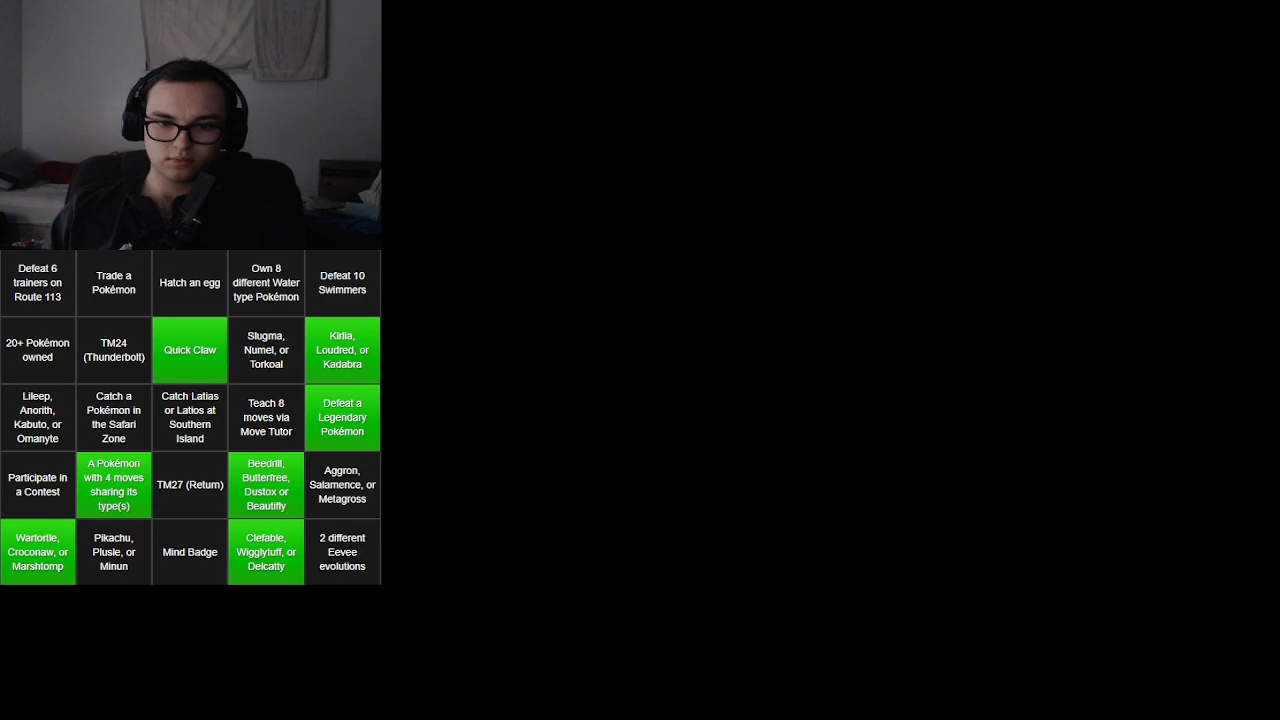 Defeat 6
trainers on
Route 113
Trade a
Pokémon
Hatch an egg
Own 8
different Water
type Pokémon
Defeat 10
Swimmers
20+ Pokémon
owned
TM24
(Thunderbolt)
Quick Claw
Slugma,
Numel, or
Torkoal
Kirlia,
Loudred, or
Kadabra
Lileep,
Anorith,
Kabuto, or
Omanyte
Catch a
Pokémon in
the Safari
Zone
Catch Latias
or Latios at
Southern
Island
Teach 8
moves via
Move Tutor
Defeat a
Legendary
Pokémon
Participate in
a Contest
A Pokémon
with 4 moves
sharing its
type(s)
TM27 (Return)
Beedrill,
Butterfree,
Dustox or
Beautifly
Aggron,
Salamence, or
Metagross
Wartortle,
Croconaw, or
Marshtomp
Pikachu,
Plusle, or
Minun
Mind Badge
Clefable,
Wigglytuff, or
Delcatty
2 different
Eevee
evolutions